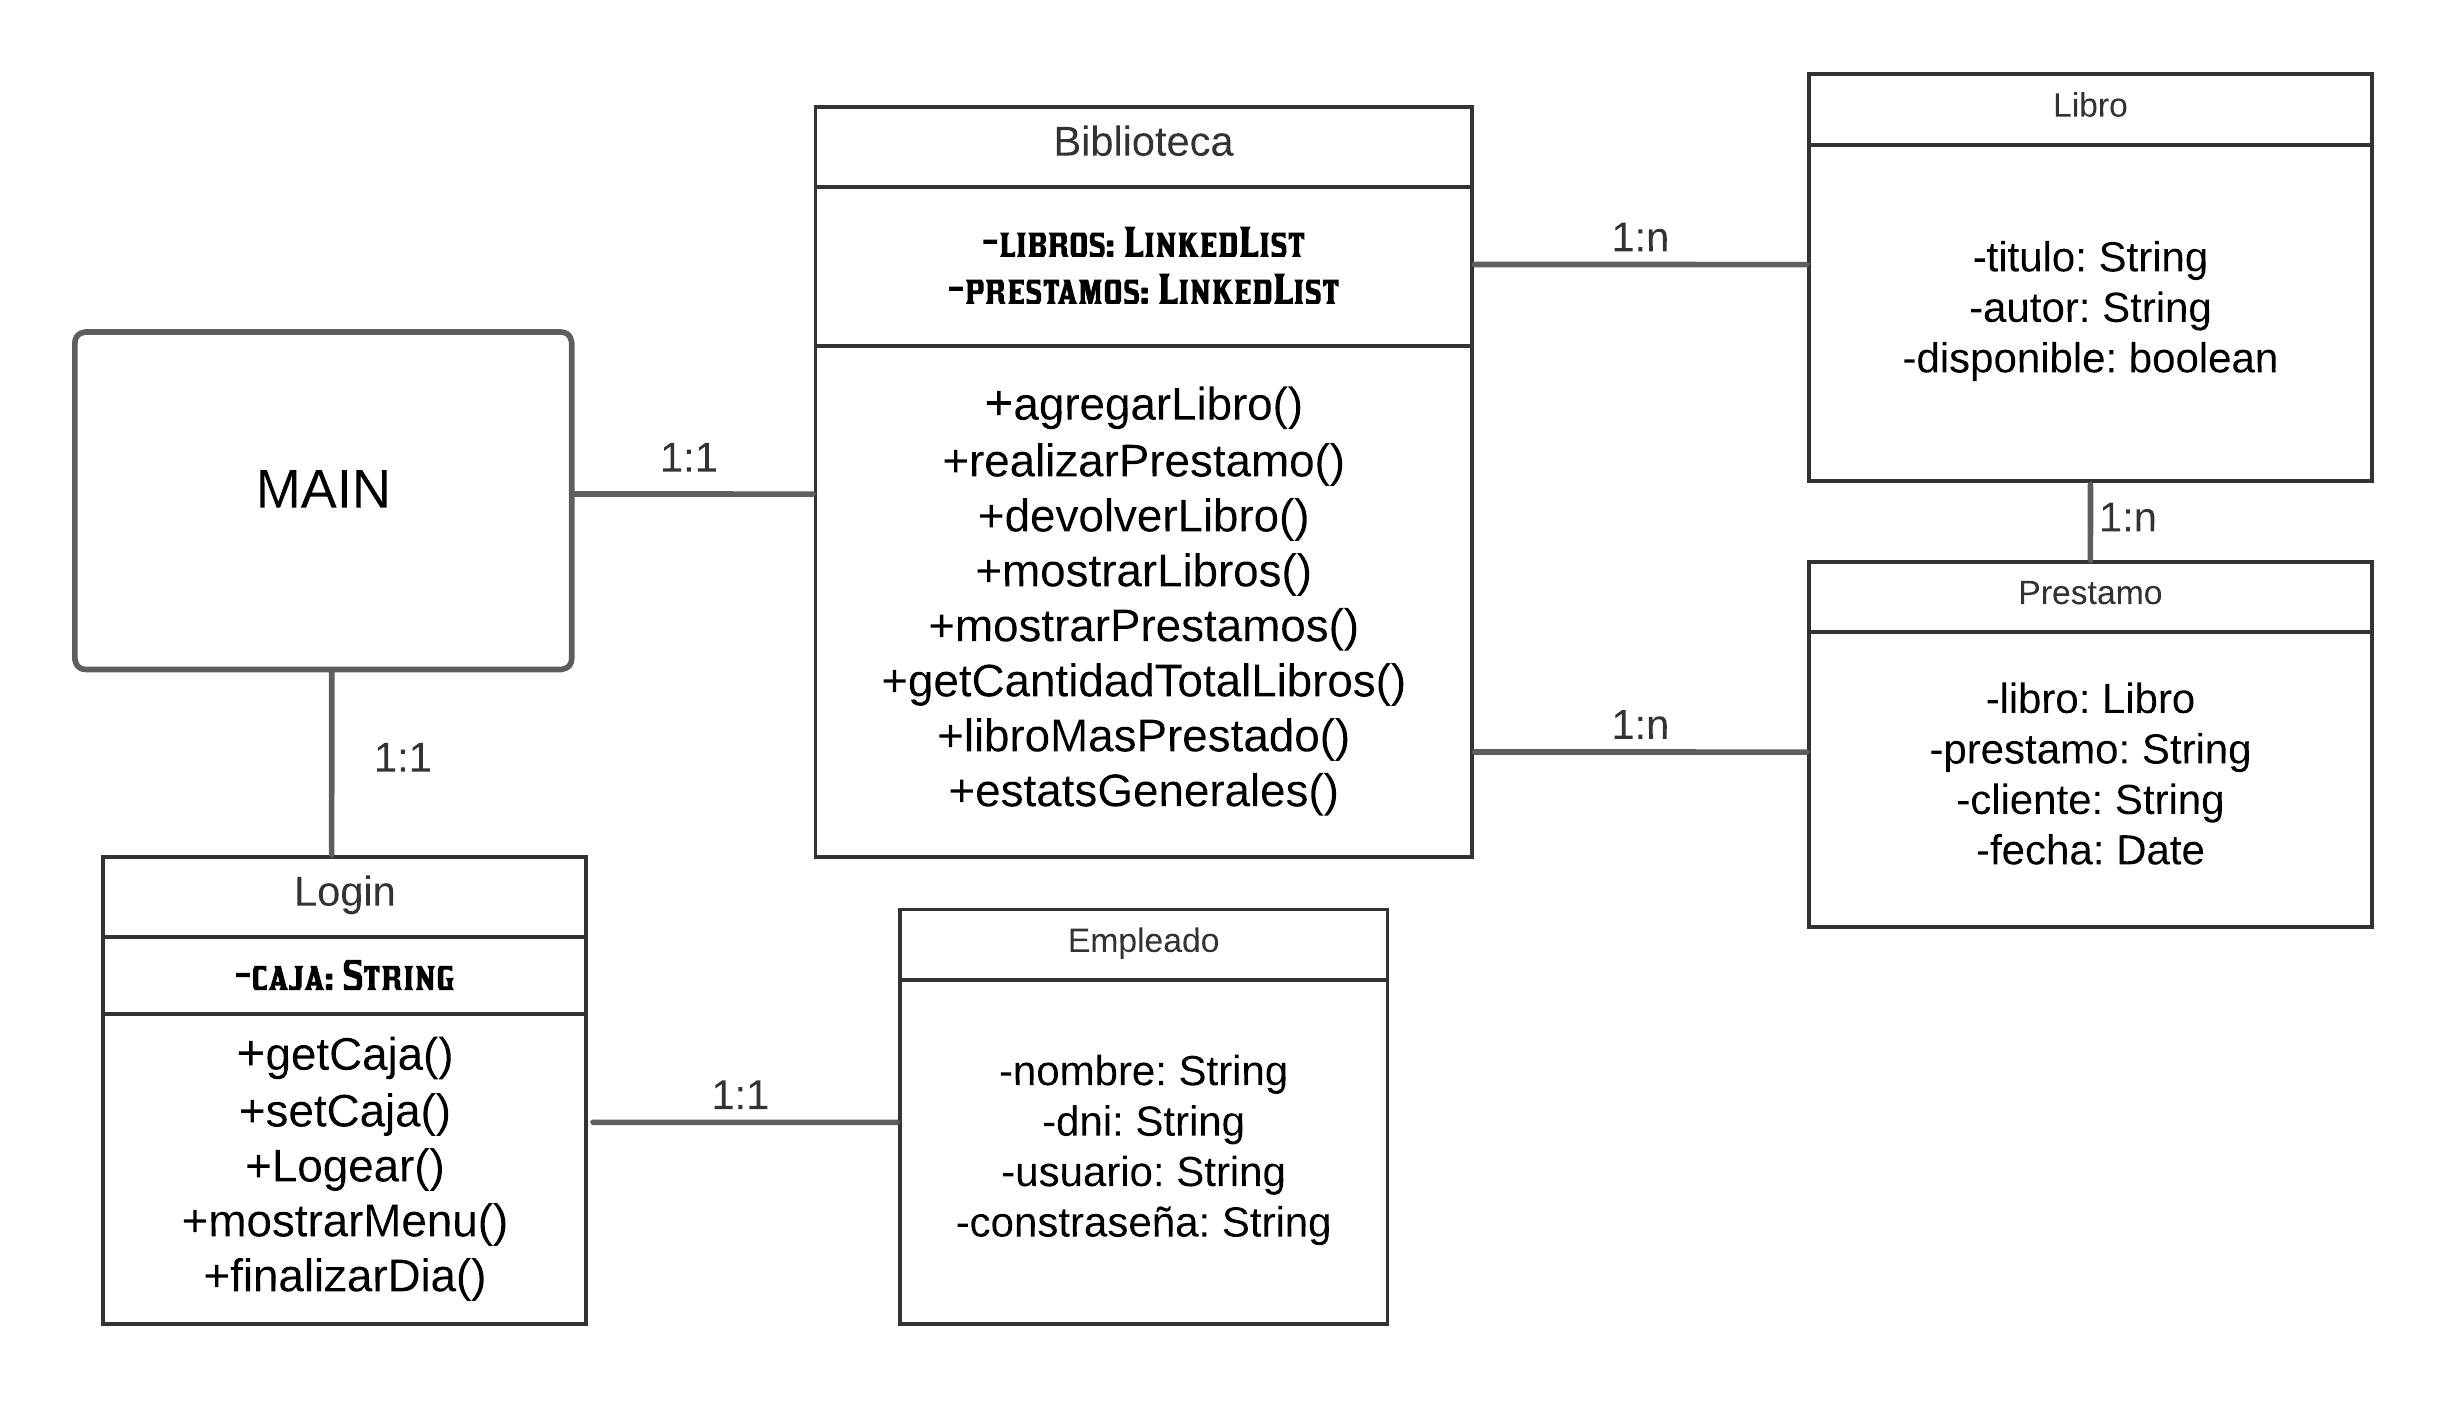 MAIN
1:1
Biblioteca
-libros: LinkedList
-prestamos: LinkedList
+agregarLibro()
+realizarPrestamo()
+devolverLibro()
+mostrarLibros()
+mostrarPrestamos()
+getCantidadTotalLibros()
+libroMasPrestado()
+estatsGenerales()
1:n
Libro
-titulo: String
-autor: String
-disponible: boolean
1:n
1:n
Prestamo
-libro: Libro
-prestamo: String
-cliente: String
-fecha: Date
1:1
Login
-caja: String
+getCaja()
+setCaja()
+Logear()
+mostrarMenu()
+finalizarDia()
1:1
Empleado
-nombre: String
-dni: String
-usuario: String
-constraseña: String